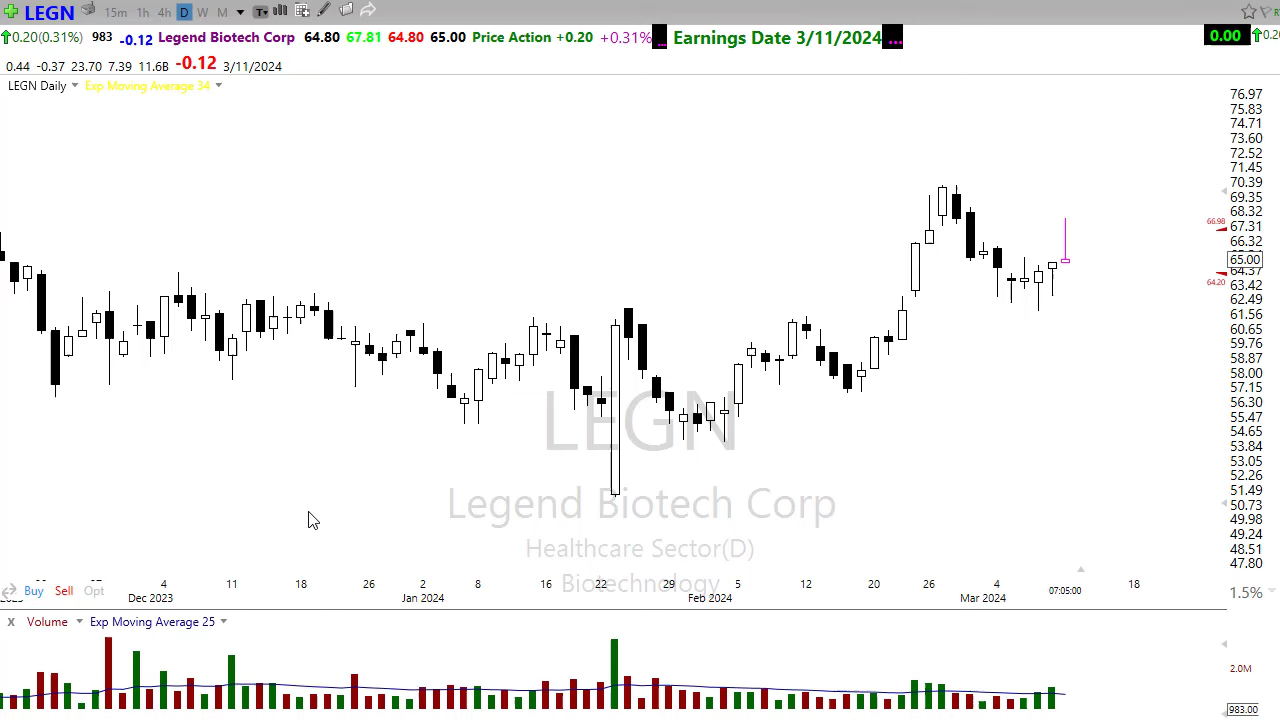 LEGN 15m 1h 4h D W M
0.20(0.31%) 983 -0.12 Legend Biotech Corp 64.80 67.81 64.80 65.00 Price Action +0.20 +0.31% ... Earnings Date 3/11/2024 ... 0.00
0.44 -0.37 23.70 7.39 11.6B -0.12 3/11/2024
LEGN Daily Exp Moving Average 34
76.97
75.83
74.71
73.60
72.52
71.45
70.39
69.35
68.32
66.98
67.31
66.32
65.00
64.37
64.20
63.42
62.49
61.56
60.65
59.76
58.87
58.00
57.15
56.30
55.47
54.65
53.84
53.05
52.26
51.49
50.73
49.98
49.24
48.51
47.80
LEGN
Legend Biotech Corp
Healthcare Sector(D)
Biotechnology
4 11 18 26 2 8 16 22 29 5 12 20 26 4 18
Buy Sell Opt 07:05:00 1.5%
Dec 2023 Jan 2024 Feb 2024 Mar 2024
X Volume Exp Moving Average 25
2.0M
983.00